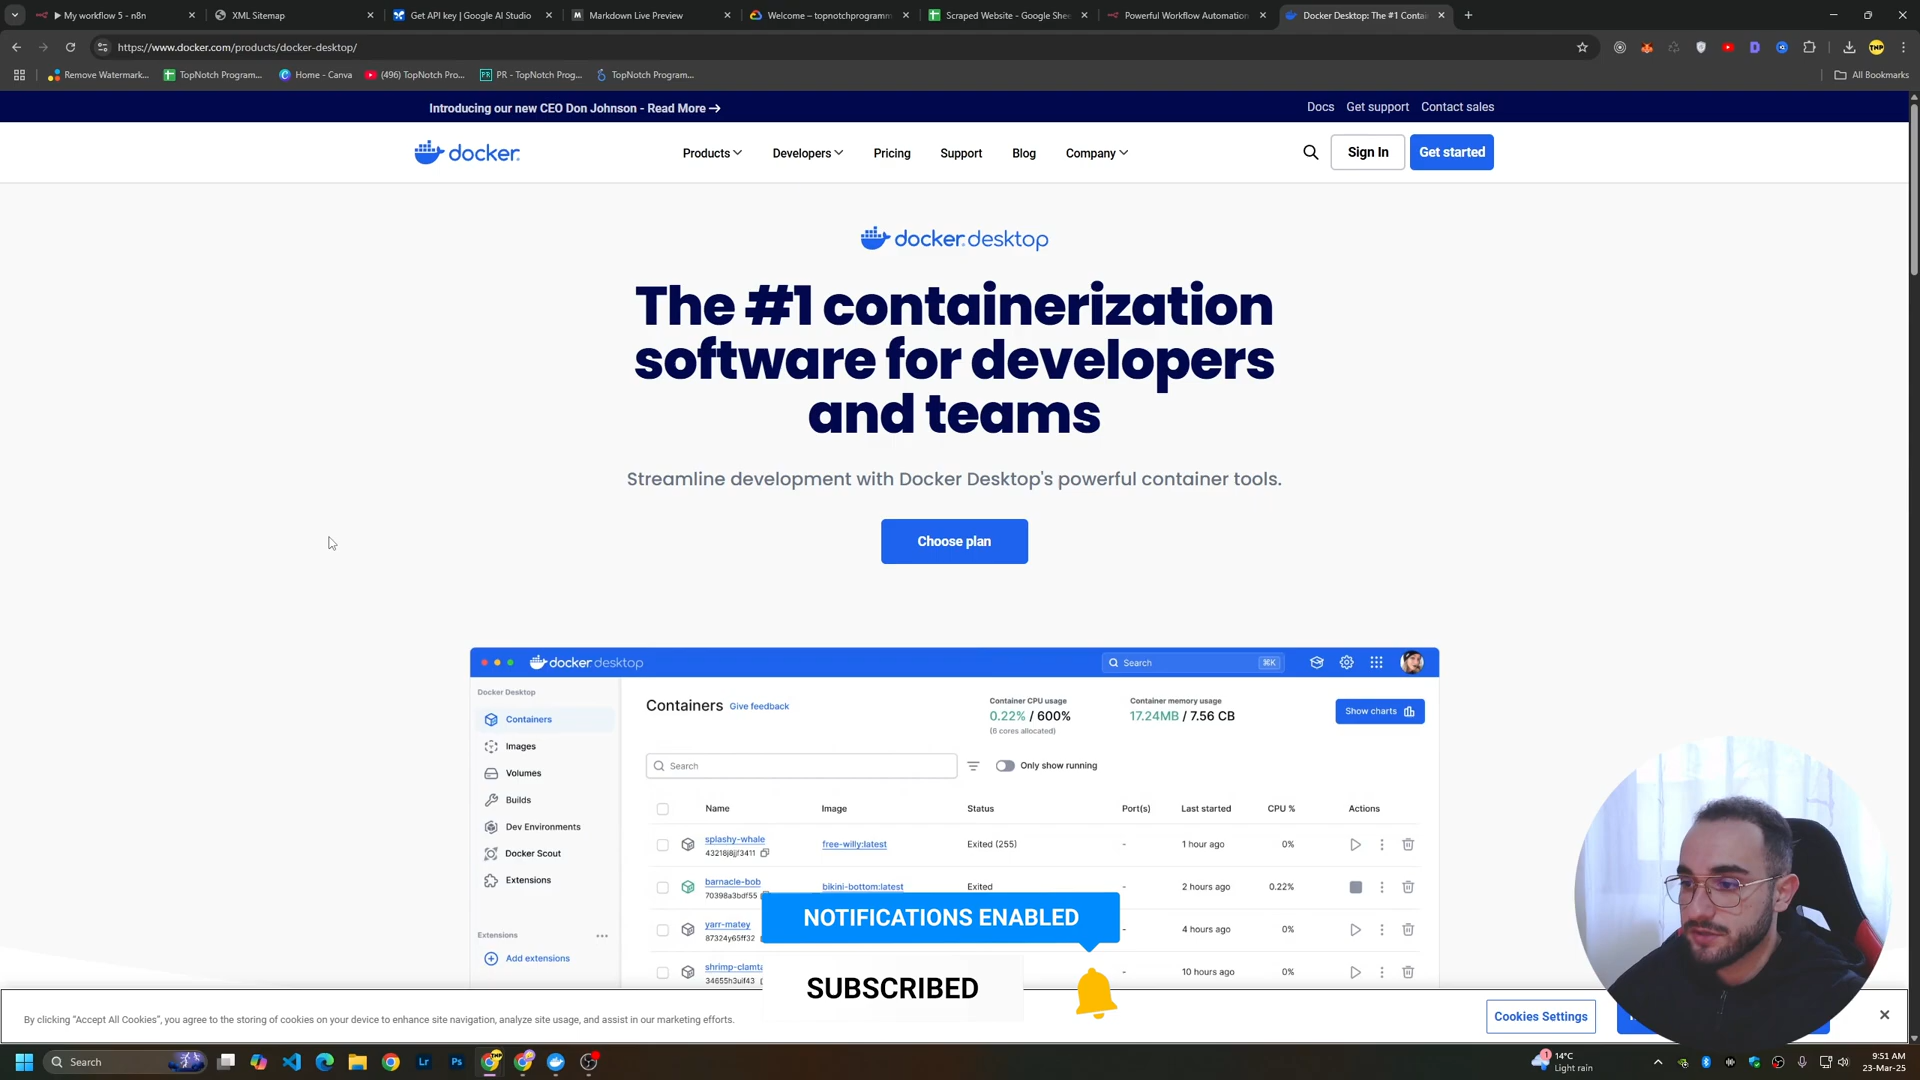 My workflow 5 - n8n
XML Sitemap
Get API key | Google AI Studio
Markdown Live Preview
Welcome – topnotchprogramm
Scraped Website - Google She
Powerful Workflow Automation
Docker Desktop: The #1 Contai
https://www.docker.com/products/docker-desktop/
Remove Watermark...
TopNotch Program...
Home - Canva
(496) TopNotch Pro...
PR - TopNotch Prog...
TopNotch Program...
All Bookmarks
Introducing our new CEO Don Johnson - Read More →
Docs
Get support
Contact sales
docker
Products
Developers
Pricing
Support
Blog
Company
Sign In
Get started
docker desktop
The #1 containerization
software for developers
and teams
Streamline development with Docker Desktop's powerful container tools.
Choose plan
docker desktop
Search
⌘K
Docker Desktop
Containers
Images
Volumes
Builds
Dev Environments
Docker Scout
Extensions
Extensions
Add extensions
Containers
Give feedback
Container CPU usage
0.22% / 600%
(6 cores allocated)
Container memory usage
17.24MB / 7.56 CB
Show charts
Search
Only show running
Name Image Status Port(s) Last started CPU % Actions
splashy-whale free-willy:latest Exited (255) - 1 hour ago 0%
43218j8jjf3411
barnacle-bob bikini-bottom:latest Exited - 2 hours ago 0.22%
70398a3bdf55
yarr-matey 4 hours ago 0%
87324y65ff32
shrimp-clamta 10 hours ago 0%
34655h3ulf43
NOTIFICATIONS ENABLED
SUBSCRIBED
By clicking “Accept All Cookies”, you agree to the storing of cookies on your device to enhance site navigation, analyze site usage, and assist in our marketing efforts.
Cookies Settings
Search
Lr
Ps
14°C
Light rain
9:51 AM
23-Mar-25